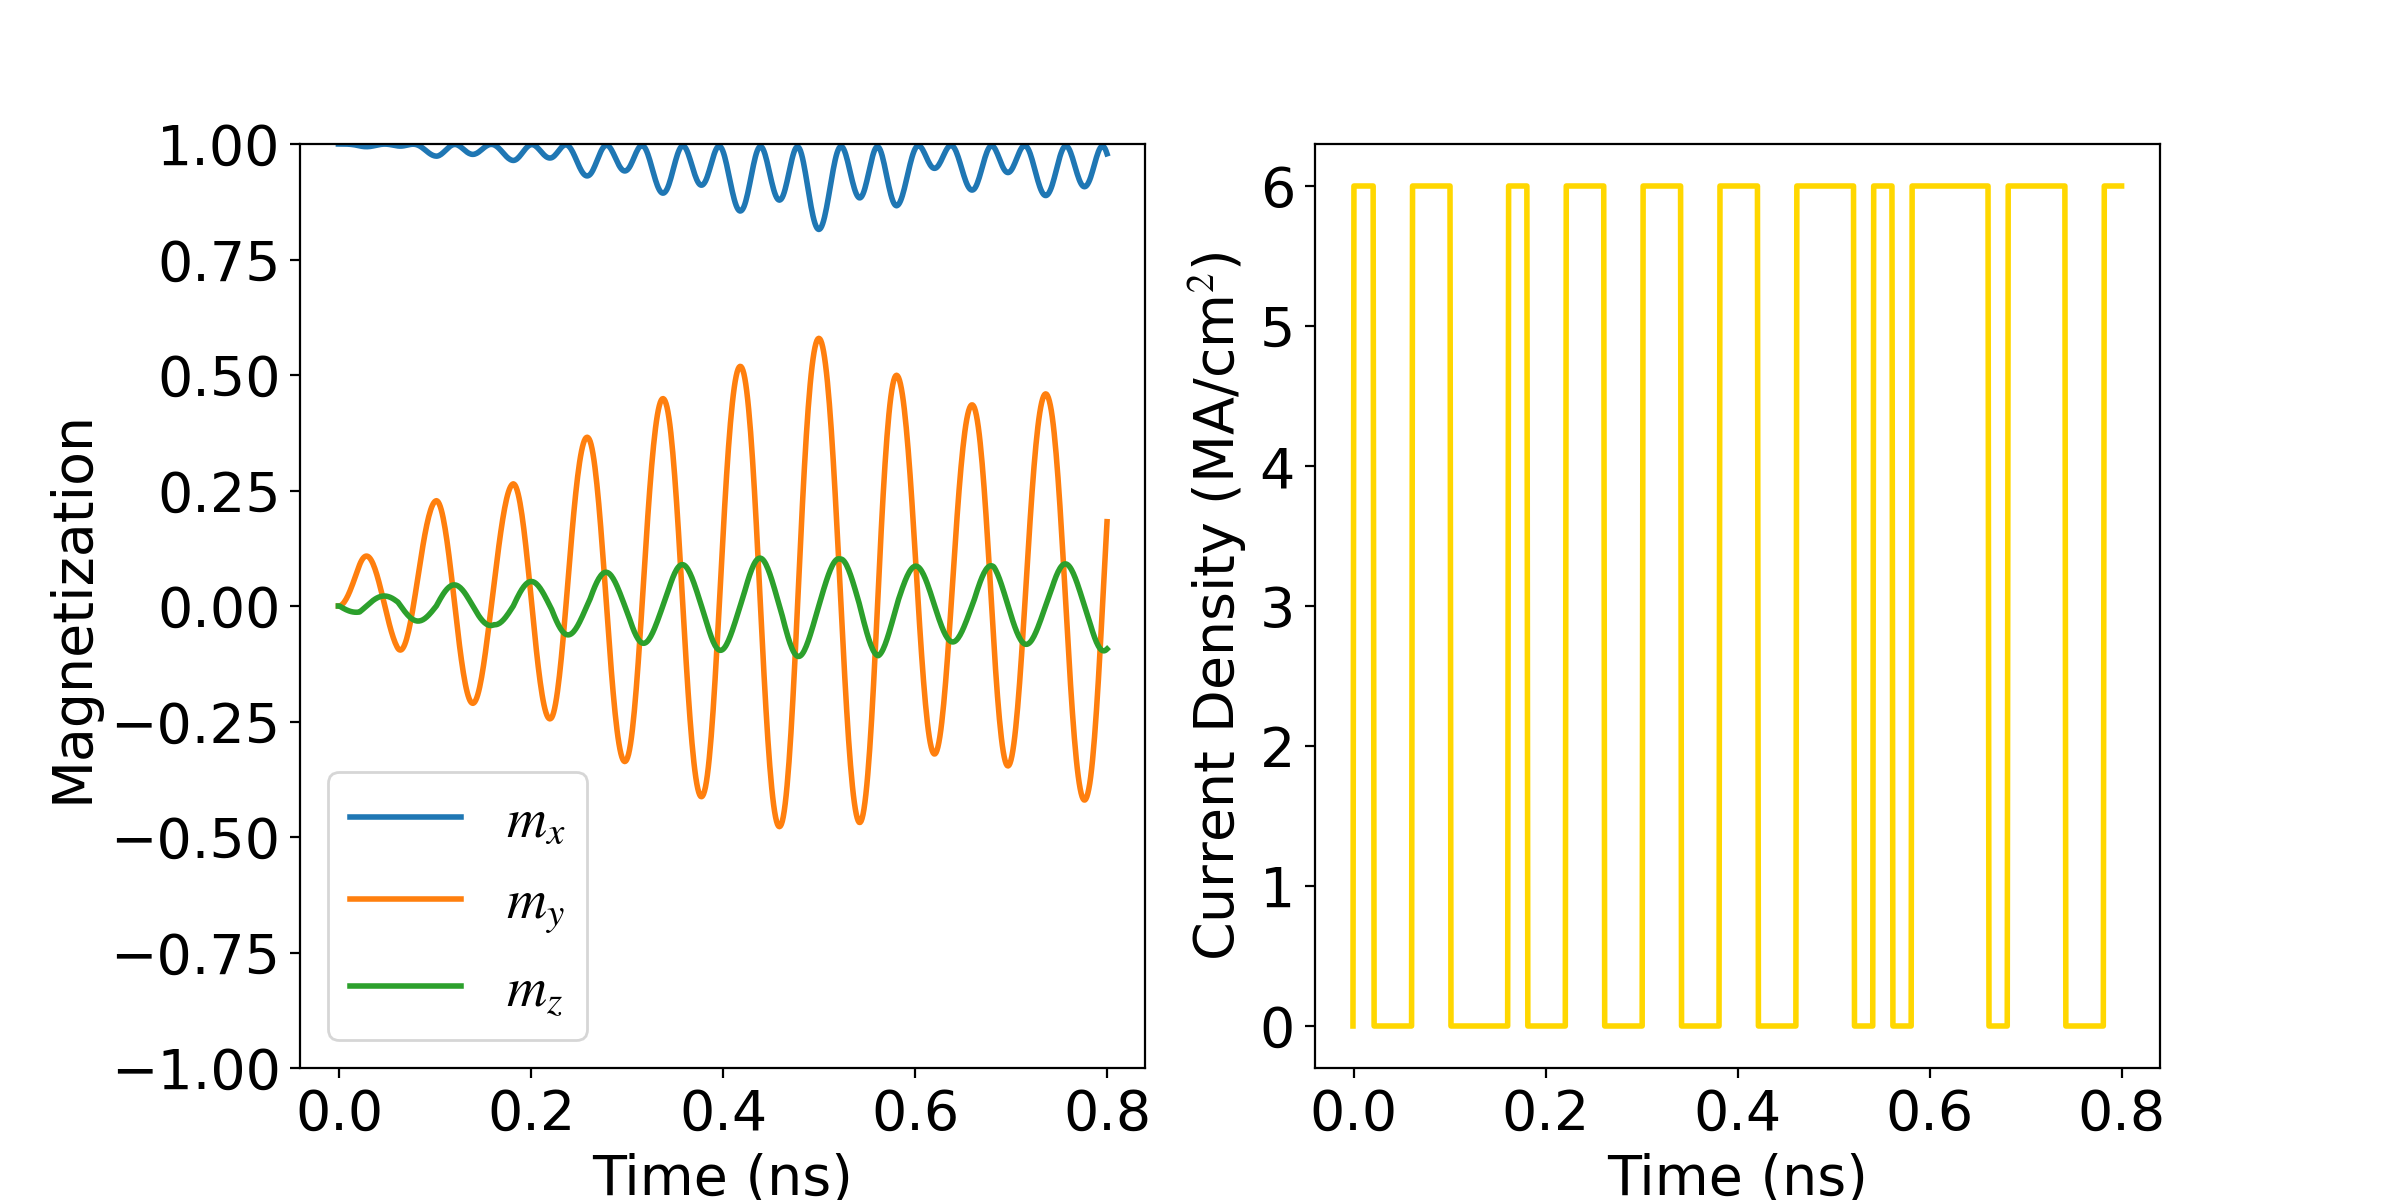 1.00
0.75
0.50
0.25
0.00
−0.25
−0.50
−0.75
−1.00
Magnetization
m_x
m_y
m_z
0.0 0.2 0.4 0.6 0.8
Time (ns)
6
5
4
3
2
1
0
Current Density (MA/cm²)
0.0 0.2 0.4 0.6 0.8
Time (ns)